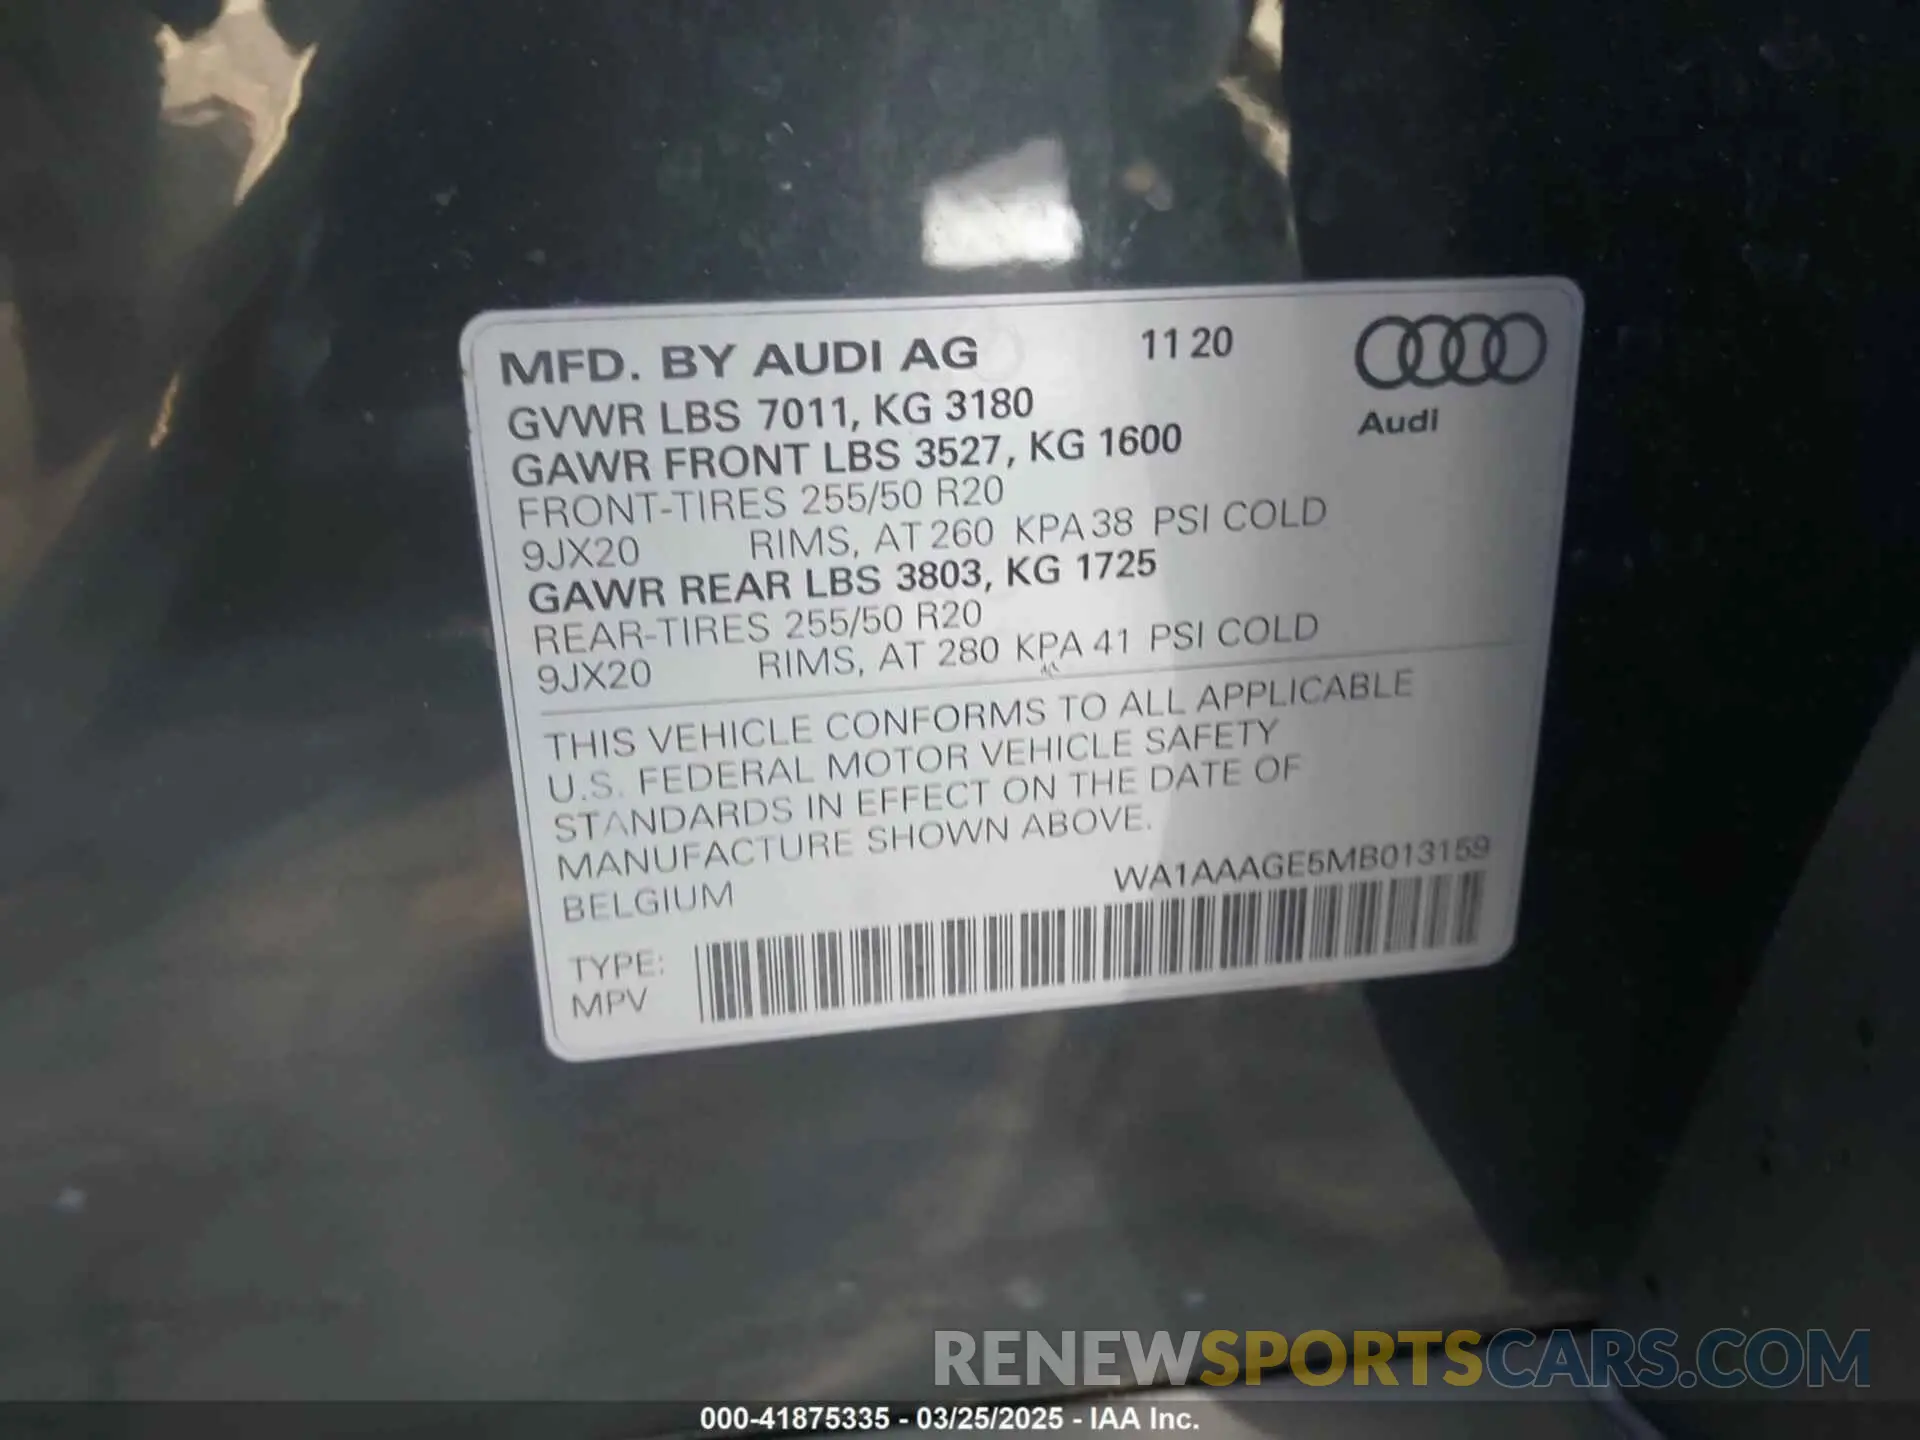 MFD. BY AUDI AG 11 20
Audi
GVWR LBS 7011, KG 3180
GAWR FRONT LBS 3527, KG 1600
FRONT-TIRES 255/50 R20
9JX20 RIMS, AT 260 KPA 38 PSI COLD
GAWR REAR LBS 3803, KG 1725
REAR-TIRES 255/50 R20
9JX20 RIMS, AT 280 KPA 41 PSI COLD
THIS VEHICLE CONFORMS TO ALL APPLICABLE
U.S. FEDERAL MOTOR VEHICLE SAFETY
STANDARDS IN EFFECT ON THE DATE OF
MANUFACTURE SHOWN ABOVE.
BELGIUM WA1AAAGE5MB013159
TYPE:
MPV
RENEWSPORTSCARS.COM
000-41875335 - 03/25/2025 - IAA Inc.